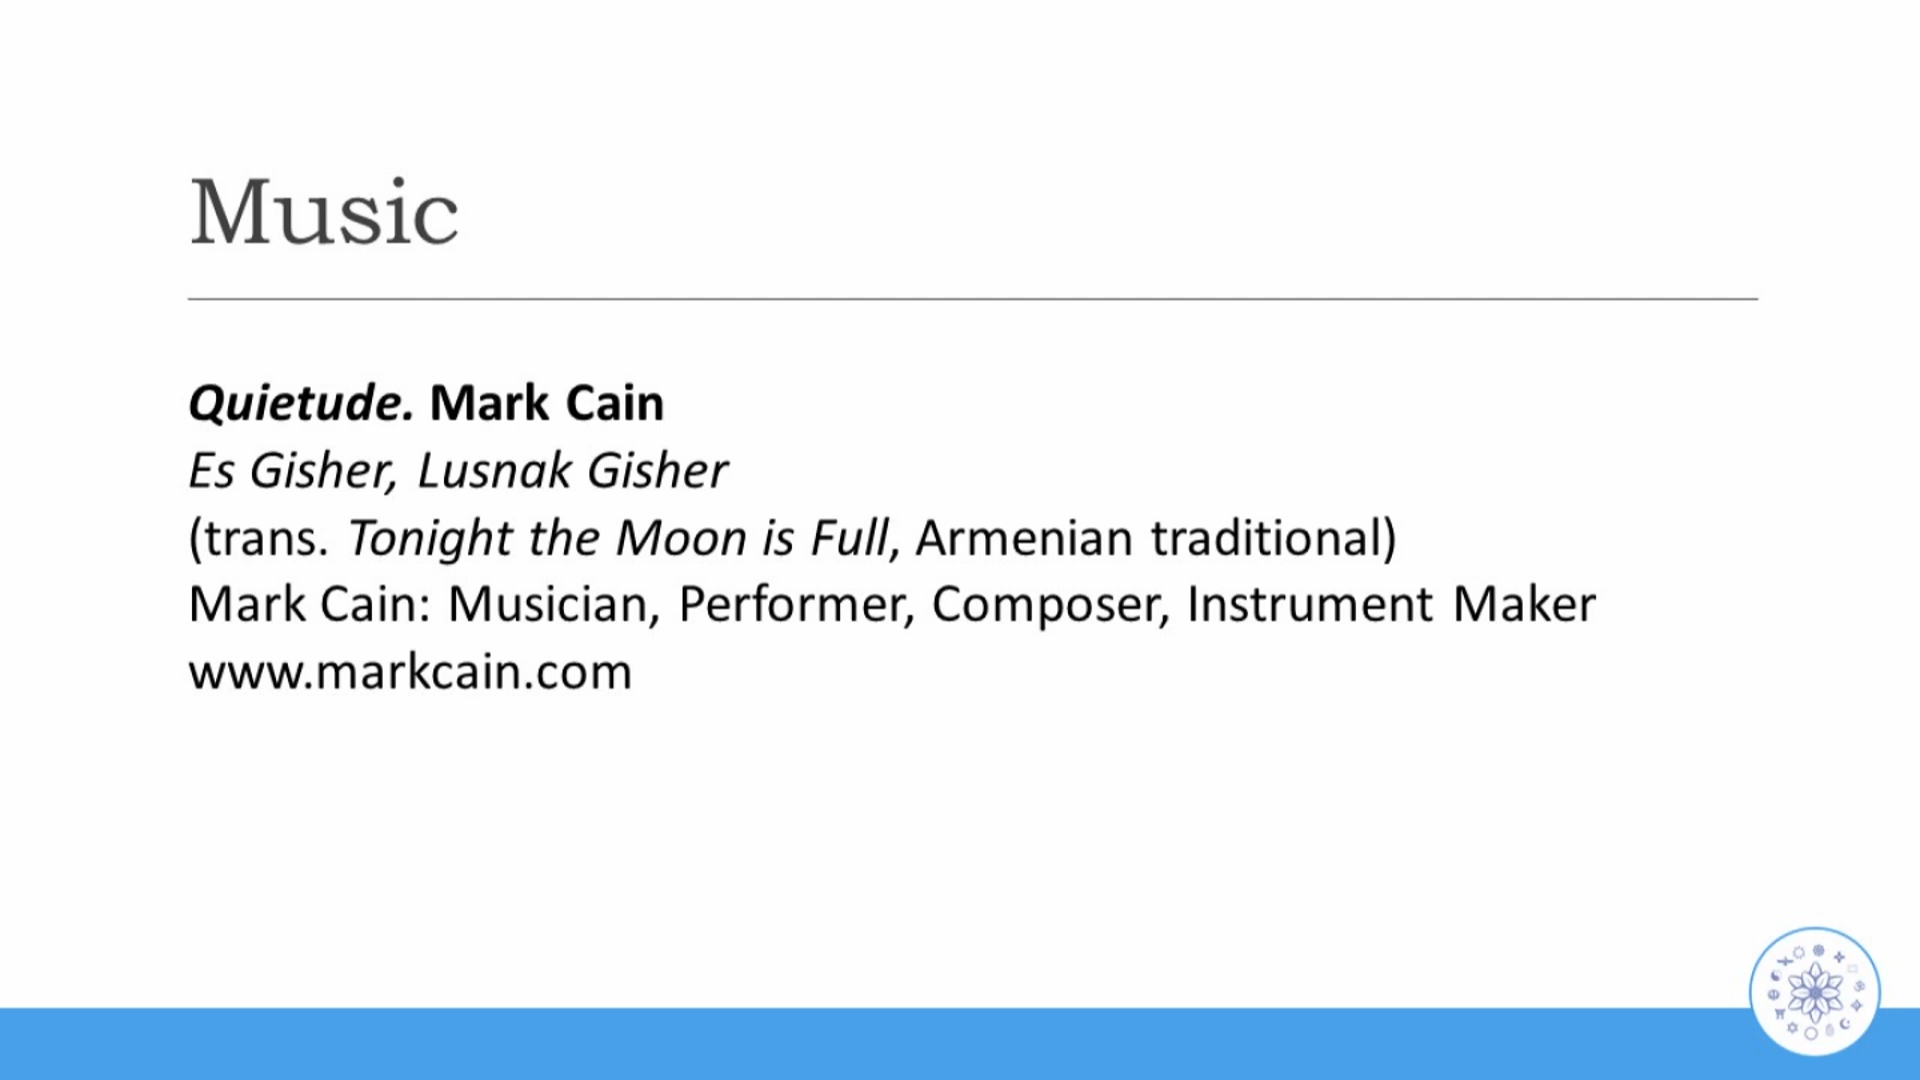 Music
Quietude. Mark Cain
Es Gisher, Lusnak Gisher
(trans. Tonight the Moon is Full, Armenian traditional)
Mark Cain: Musician, Performer, Composer, Instrument Maker
www.markcain.com